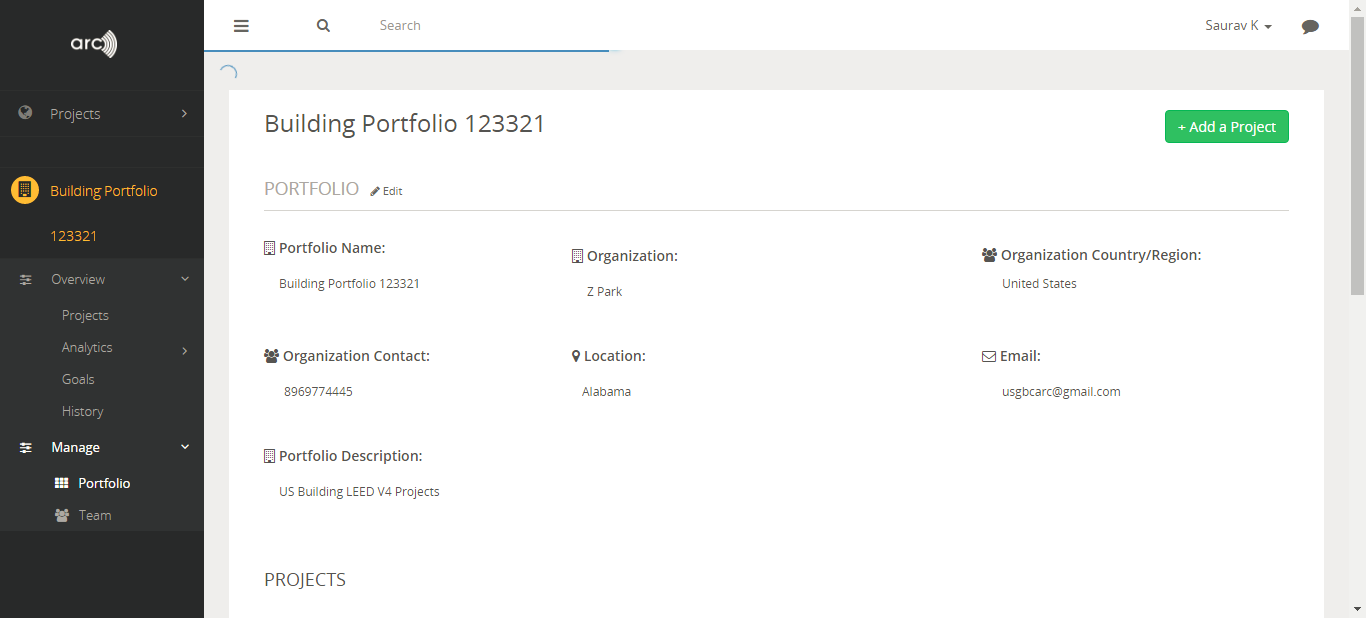 arc
Search
Saurav K
Projects
Building Portfolio
123321
Overview
Projects
Analytics
Goals
History
Manage
Portfolio
Team
Building Portfolio 123321
+ Add a Project
PORTFOLIO Edit
Portfolio Name:
Building Portfolio 123321
Organization:
Z Park
Organization Country/Region:
United States
Organization Contact:
8969774445
Location:
Alabama
Email:
usgbcarc@gmail.com
Portfolio Description:
US Building LEED V4 Projects
PROJECTS